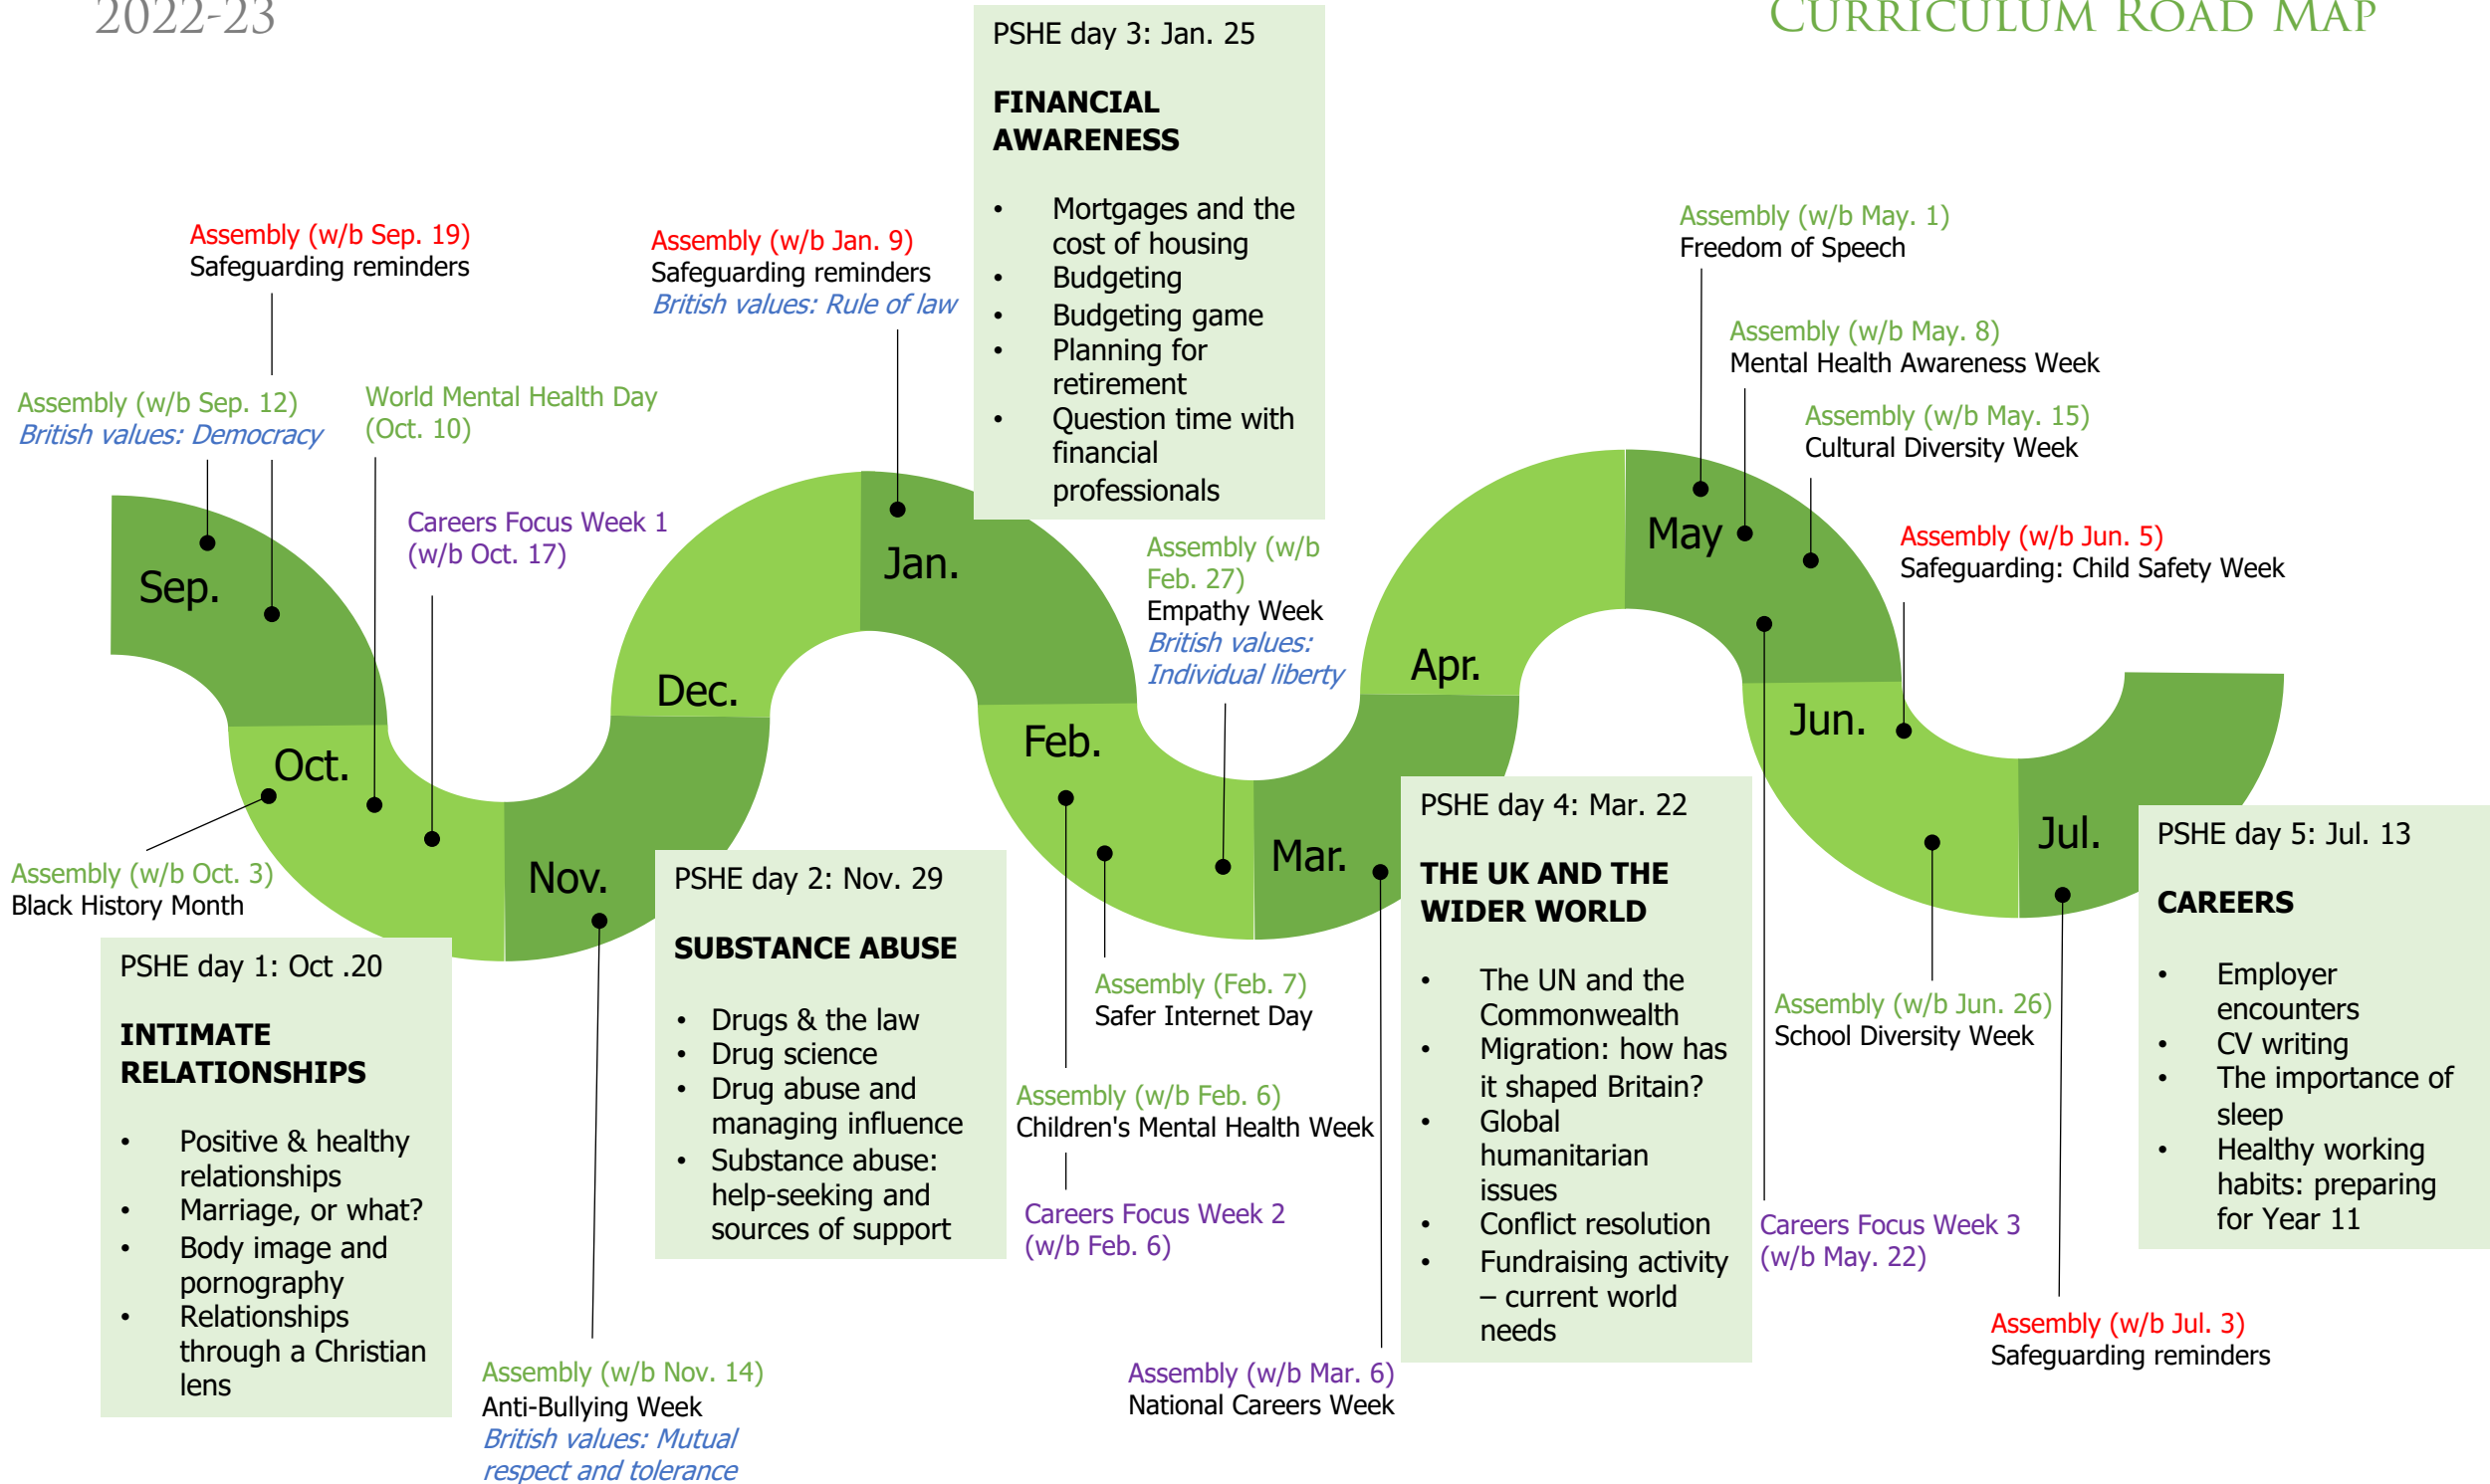 2022-23
CURRICULUM ROAD MAP
PSHE day 3: Jan. 25
FINANCIAL
AWARENESS
• Mortgages and the
cost of housing
• Budgeting
• Budgeting game
• Planning for
retirement
• Question time with
financial
professionals
Assembly (w/b Sep. 19)
Safeguarding reminders
Assembly (w/b Jan. 9)
Safeguarding reminders
British values: Rule of law
Assembly (w/b May. 1)
Freedom of Speech
Assembly (w/b May. 8)
Mental Health Awareness Week
Assembly (w/b Sep. 12)
British values: Democracy
World Mental Health Day
(Oct. 10)
Assembly (w/b May. 15)
Cultural Diversity Week
Careers Focus Week 1
(w/b Oct. 17)
Assembly (w/b
Feb. 27)
Empathy Week
British values:
Individual liberty
Assembly (w/b Jun. 5)
Safeguarding: Child Safety Week
Sep.
Oct.
Nov.
Dec.
Jan.
Feb.
Mar.
Apr.
May
Jun.
Jul.
Assembly (w/b Oct. 3)
Black History Month
PSHE day 1: Oct .20
INTIMATE
RELATIONSHIPS
• Positive & healthy
relationships
• Marriage, or what?
• Body image and
pornography
• Relationships
through a Christian
lens
Assembly (w/b Nov. 14)
Anti-Bullying Week
British values: Mutual
respect and tolerance
PSHE day 2: Nov. 29
SUBSTANCE ABUSE
• Drugs & the law
• Drug science
• Drug abuse and
managing influence
• Substance abuse:
help-seeking and
sources of support
Assembly (Feb. 7)
Safer Internet Day
Assembly (w/b Feb. 6)
Children's Mental Health Week
Careers Focus Week 2
(w/b Feb. 6)
Assembly (w/b Mar. 6)
National Careers Week
PSHE day 4: Mar. 22
THE UK AND THE
WIDER WORLD
• The UN and the
Commonwealth
• Migration: how has
it shaped Britain?
• Global
humanitarian
issues
• Conflict resolution
• Fundraising activity
– current world
needs
Assembly (w/b Jun. 26)
School Diversity Week
Careers Focus Week 3
(w/b May. 22)
Assembly (w/b Jul. 3)
Safeguarding reminders
PSHE day 5: Jul. 13
CAREERS
• Employer
encounters
• CV writing
• The importance of
sleep
• Healthy working
habits: preparing
for Year 11